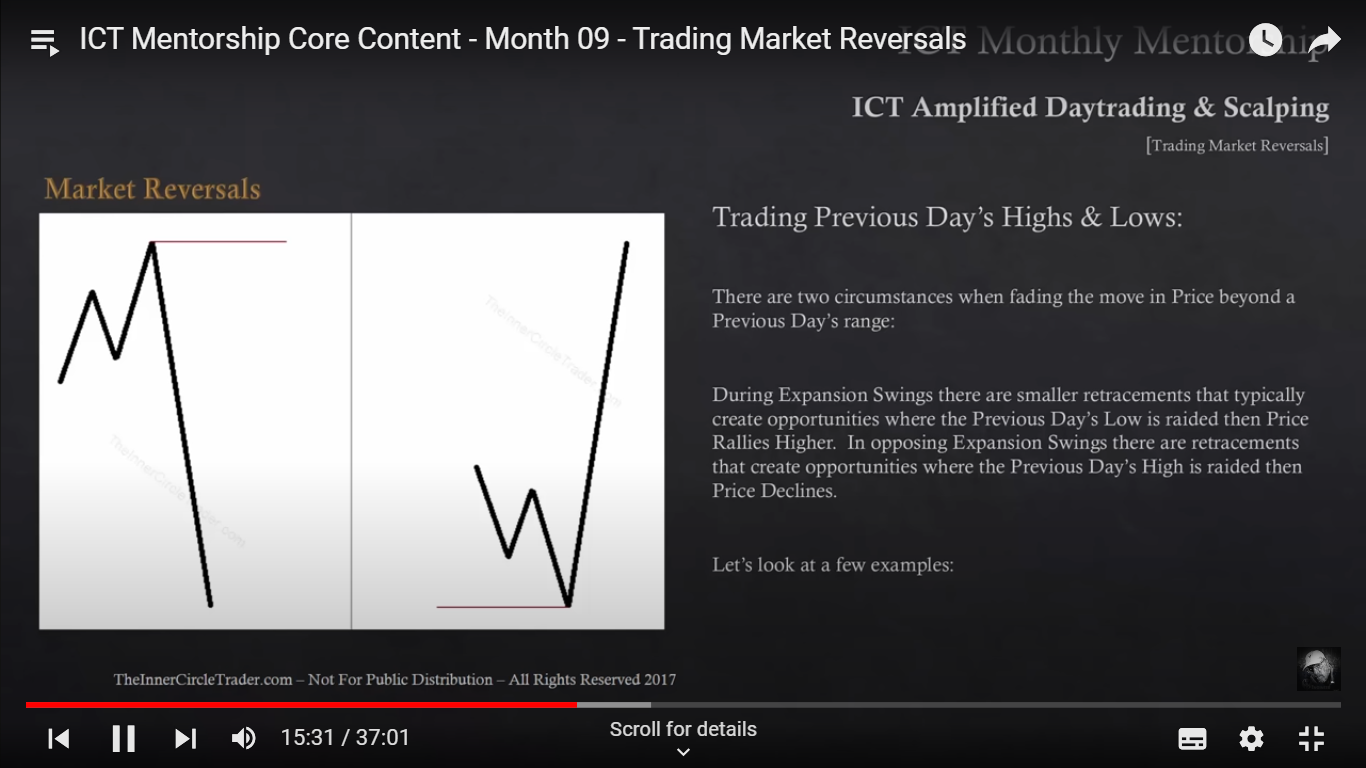 ICT Mentorship Core Content - Month 09 - Trading Market Reversals
ICT Monthly Mentorship
ICT Amplified Daytrading & Scalping
[Trading Market Reversals]
Market Reversals
TheInnerCircleTrader.com
TheInnerCircleTrader.com
Trading Previous Day’s Highs & Lows:
There are two circumstances when fading the move in Price beyond a
Previous Day’s range:
During Expansion Swings there are smaller retracements that typically
create opportunities where the Previous Day’s Low is raided then Price
Rallies Higher.  In opposing Expansion Swings there are retracements
that create opportunities where the Previous Day’s High is raided then
Price Declines.
Let’s look at a few examples:
TheInnerCircleTrader.com – Not For Public Distribution – All Rights Reserved 2017
15:31 / 37:01
Scroll for details